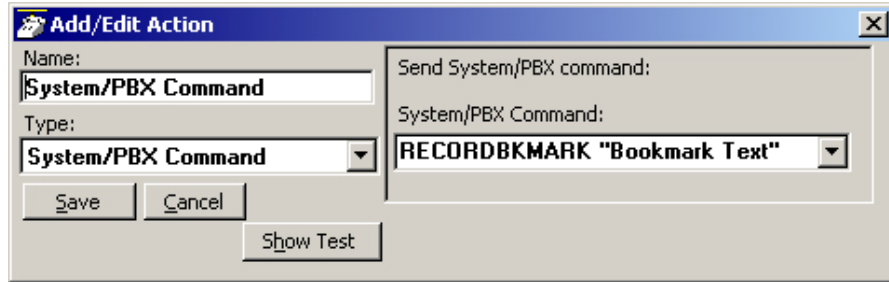 Add/Edit Action
Name:
System/PBX Command
Type:
System/PBX Command
Save
Cancel
Show Test
Send System/PBX command:
System/PBX Command:
RECORDBKMARK "Bookmark Text"